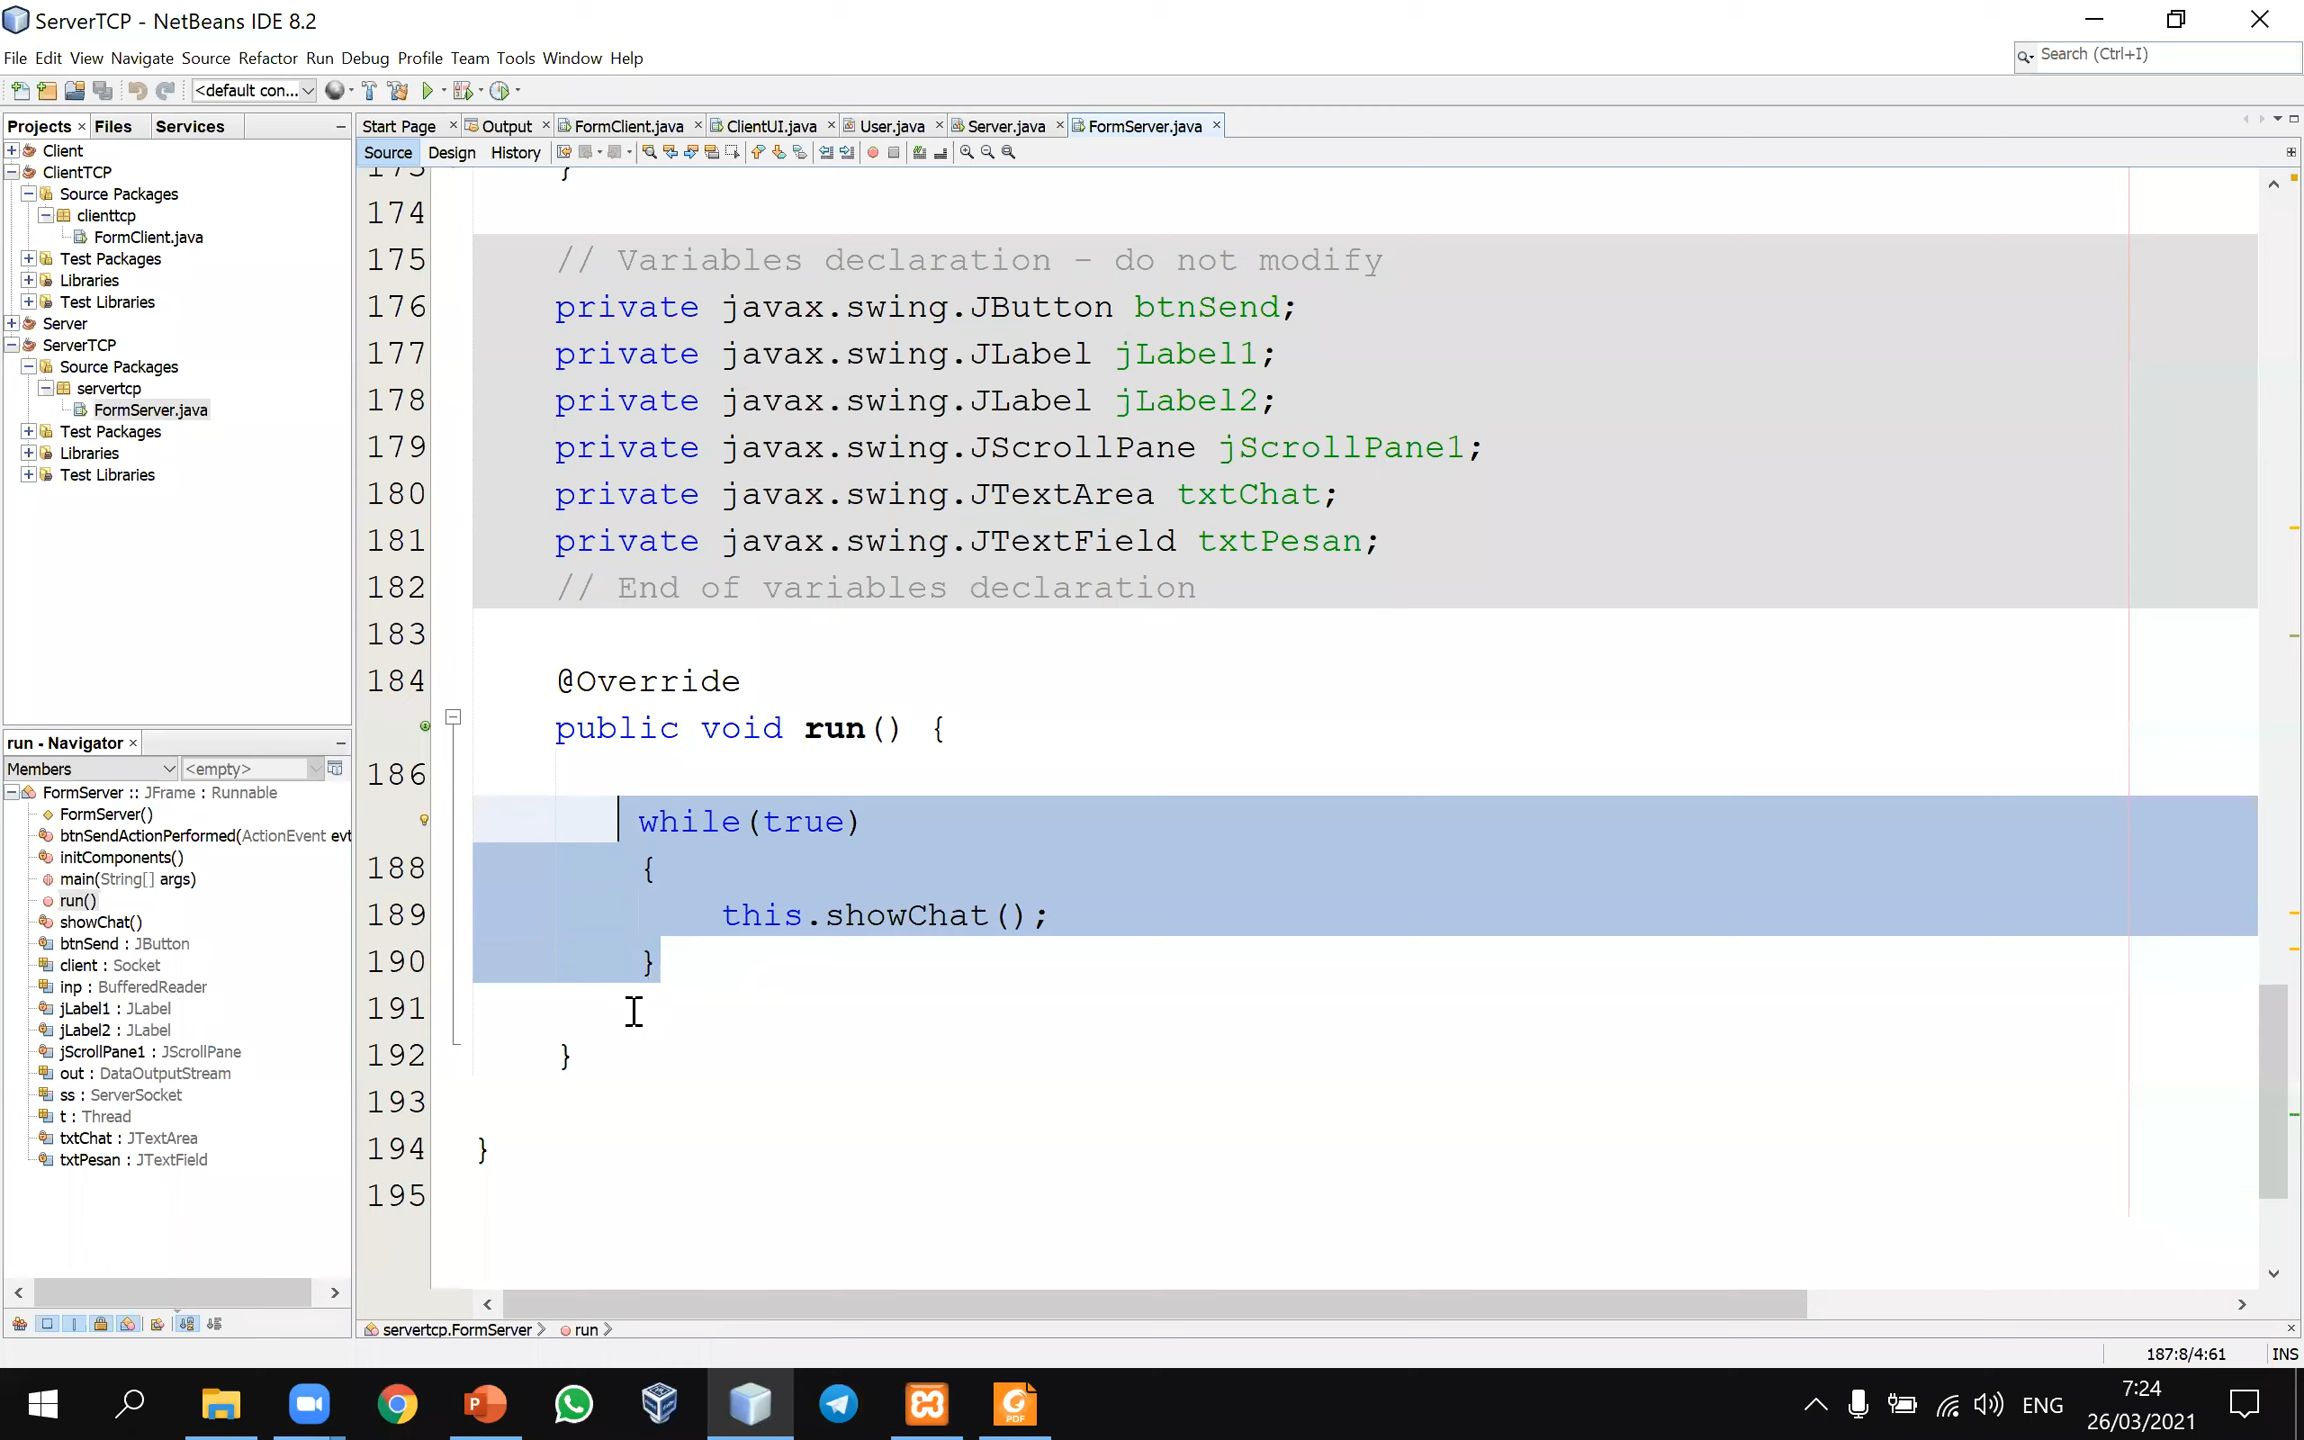 ServerTCP - NetBeans IDE 8.2
File Edit View Navigate Source Refactor Run Debug Profile Team Tools Window Help
Search (Ctrl+I)
<default con...
Projects Files Services
Start Page Output FormClient.java ClientUI.java User.java Server.java FormServer.java
Source Design History
Client
ClientTCP
Source Packages
clienttcp
FormClient.java
Test Packages
Libraries
Test Libraries
Server
ServerTCP
Source Packages
servertcp
FormServer.java
Test Packages
Libraries
Test Libraries
run - Navigator
Members <empty>
FormServer :: JFrame : Runnable
FormServer()
btnSendActionPerformed(ActionEvent evt
initComponents()
main(String[] args)
run()
showChat()
btnSend : JButton
client : Socket
inp : BufferedReader
jLabel1 : JLabel
jLabel2 : JLabel
jScrollPane1 : JScrollPane
out : DataOutputStream
ss : ServerSocket
t : Thread
txtChat : JTextArea
txtPesan : JTextField
173 }
174
175 // Variables declaration - do not modify
176 private javax.swing.JButton btnSend;
177 private javax.swing.JLabel jLabel1;
178 private javax.swing.JLabel jLabel2;
179 private javax.swing.JScrollPane jScrollPane1;
180 private javax.swing.JTextArea txtChat;
181 private javax.swing.JTextField txtPesan;
182 // End of variables declaration
183
184 @Override
public void run() {
186
while(true)
188 {
189 this.showChat();
190 }
191
192 }
193
194 }
195
servertcp.FormServer run
187:8/4:61 INS
PDF
ENG
7:24
26/03/2021